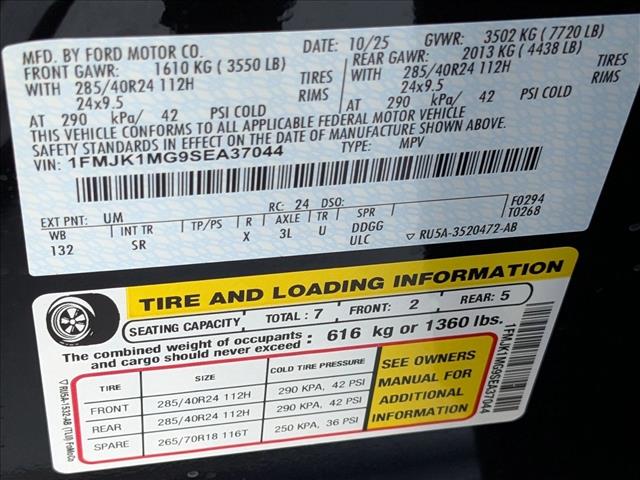 MFD. BY FORD MOTOR CO. DATE: 10/25 GVWR: 3502 KG ( 7720 LB)
FRONT GAWR: 1610 KG ( 3550 LB) REAR GAWR: 2013 KG ( 4438 LB)
WITH 285/40R24 112H TIRES WITH 285/40R24 112H TIRES
24x9.5 RIMS 24x9.5 RIMS
AT 290 kPa/ 42 PSI COLD AT 290 kPa/ 42 PSI COLD
THIS VEHICLE CONFORMS TO ALL APPLICABLE FEDERAL MOTOR VEHICLE
SAFETY STANDARDS IN EFFECT ON THE DATE OF MANUFACTURE SHOWN ABOVE.
VIN: 1FMJK1MG9SEA37044 TYPE: MPV
EXT PNT: UM RC: 24 DSO: F0294
WB INT TR TP/PS R AXLE TR SPR T0268
132 SR X 3L U DDGG
ULC ▽ RU5A-3520472-AB
TIRE AND LOADING INFORMATION
SEATING CAPACITY TOTAL : 7 FRONT: 2 REAR: 5
The combined weight of occupants : 616 kg or 1360 lbs.
and cargo should never exceed :
TIRE SIZE COLD TIRE PRESSURE
FRONT 285/40R24 112H 290 KPA, 42 PSI
REAR 285/40R24 112H 290 KPA, 42 PSI
SPARE 265/70R18 116T 250 KPA, 36 PSI
SEE OWNERS
MANUAL FOR
ADDITIONAL
INFORMATION
1FMJK1MG9SEA37044
▽ RU5A-1532-AB (TLU) FoMoCo